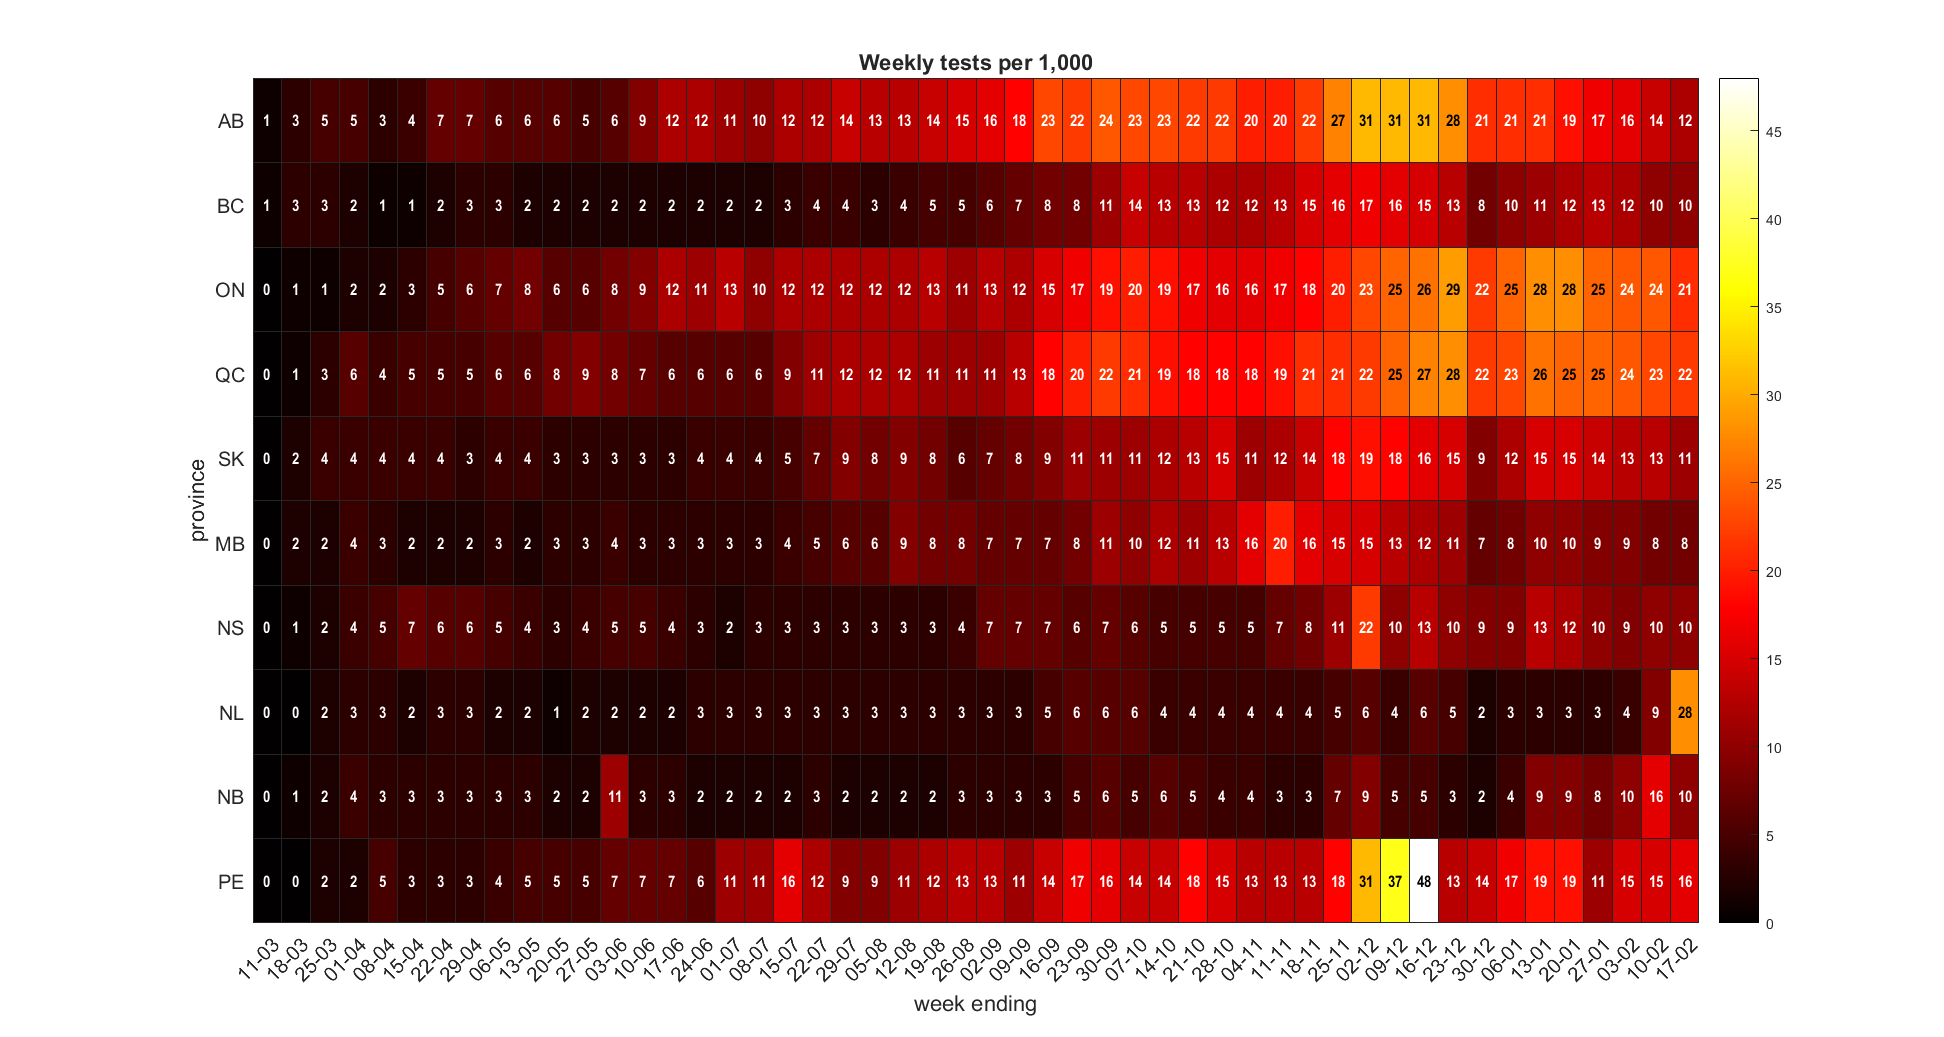 Weekly tests per 1,000
AB 1 3 5 5 3 4 7 7 6 6 6 5 6 9 12 12 11 10 12 12 14 13 13 14 15 16 18 23 22 24 23 23 22 22 20 20 22 27 31 31 31 28 21 21 21 19 17 16 14 12
BC 1 3 3 2 1 1 2 3 3 2 2 2 2 2 2 2 2 2 3 4 4 3 4 5 5 6 7 8 8 11 14 13 13 12 12 13 15 16 17 16 15 13 8 10 11 12 13 12 10 10
ON 0 1 1 2 2 3 5 6 7 8 6 6 8 9 12 11 13 10 12 12 12 12 12 13 11 13 12 15 17 19 20 19 17 16 16 17 18 20 23 25 26 29 22 25 28 28 25 24 24 21
QC 0 1 3 6 4 5 5 5 6 6 8 9 8 7 6 6 6 6 9 11 12 12 12 11 11 11 13 18 20 22 21 19 18 18 18 19 21 21 22 25 27 28 22 23 26 25 25 24 23 22
SK 0 2 4 4 4 4 4 3 4 4 3 3 3 3 3 4 4 4 5 7 9 8 9 8 6 7 8 9 11 11 11 12 13 15 11 12 14 18 19 18 16 15 9 12 15 15 14 13 13 11
MB 0 2 2 4 3 2 2 2 3 2 3 3 4 3 3 3 3 3 4 5 6 6 9 8 8 7 7 7 8 11 10 12 11 13 16 20 16 15 15 13 12 11 7 8 10 10 9 9 8 8
NS 0 1 2 4 5 7 6 6 5 4 3 4 5 5 4 3 2 3 3 3 3 3 3 3 4 7 7 7 6 7 6 5 5 5 5 7 8 11 22 10 13 10 9 9 13 12 10 9 10 10
NL 0 0 2 3 3 2 3 3 2 2 1 2 2 2 2 3 3 3 3 3 3 3 3 3 3 3 3 5 6 6 6 4 4 4 4 4 4 5 6 4 6 5 2 3 3 3 3 4 9 28
NB 0 1 2 4 3 3 3 3 3 3 2 2 11 3 3 2 2 2 2 3 2 2 2 2 3 3 3 3 5 6 5 6 5 4 4 3 3 7 9 5 5 3 2 4 9 9 8 10 16 10
PE 0 0 2 2 5 3 3 3 4 5 5 5 7 7 7 6 11 11 16 12 9 9 11 12 13 13 11 14 17 16 14 14 18 15 13 13 13 18 31 37 48 13 14 17 19 19 11 15 15 16
province
11-03 18-03 25-03 01-04 08-04 15-04 22-04 29-04 06-05 13-05 20-05 27-05 03-06 10-06 17-06 24-06 01-07 08-07 15-07 22-07 29-07 05-08 12-08 19-08 26-08 02-09 09-09 16-09 23-09 30-09 07-10 14-10 21-10 28-10 04-11 11-11 18-11 25-11 02-12 09-12 16-12 23-12 30-12 06-01 13-01 20-01 27-01 03-02 10-02 17-02
week ending
45
40
35
30
25
20
15
10
5
0